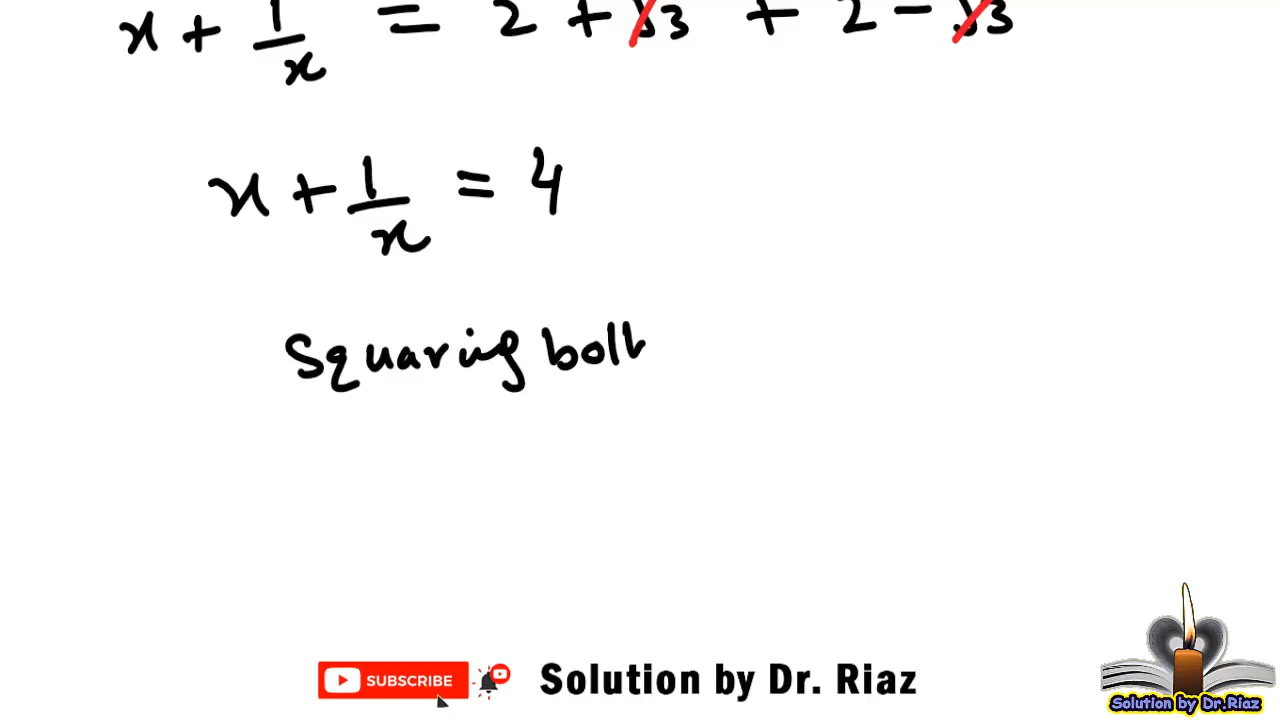 x + 1/x = 2 + √3 + 2 - √3
x + 1/x = 4
Squaring both
SUBSCRIBE
Solution by Dr. Riaz
Solution by Dr.Riaz